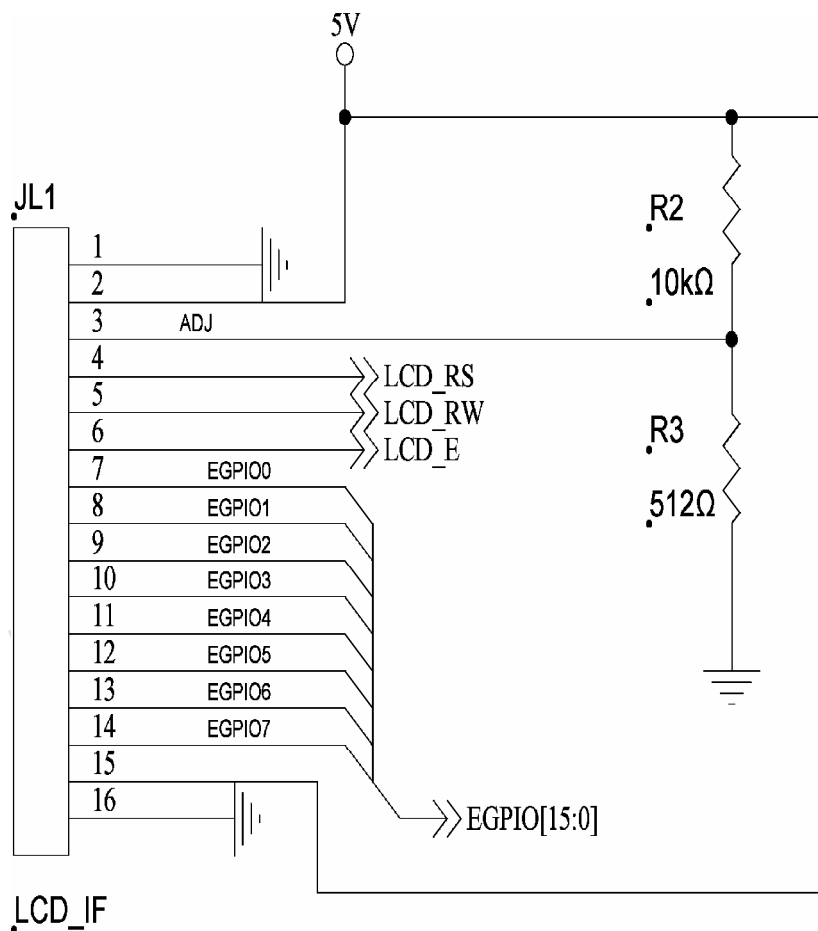 5V
JL1
1
2
3
ADJ
4
LCD_RS
5
LCD_RW
6
LCD_E
7
EGPIO0
8
EGPIO1
9
EGPIO2
10
EGPIO3
11
EGPIO4
12
EGPIO5
13
EGPIO6
14
EGPIO7
15
16
EGPIO[15:0]
LCD_IF
R2
10kΩ
R3
512Ω